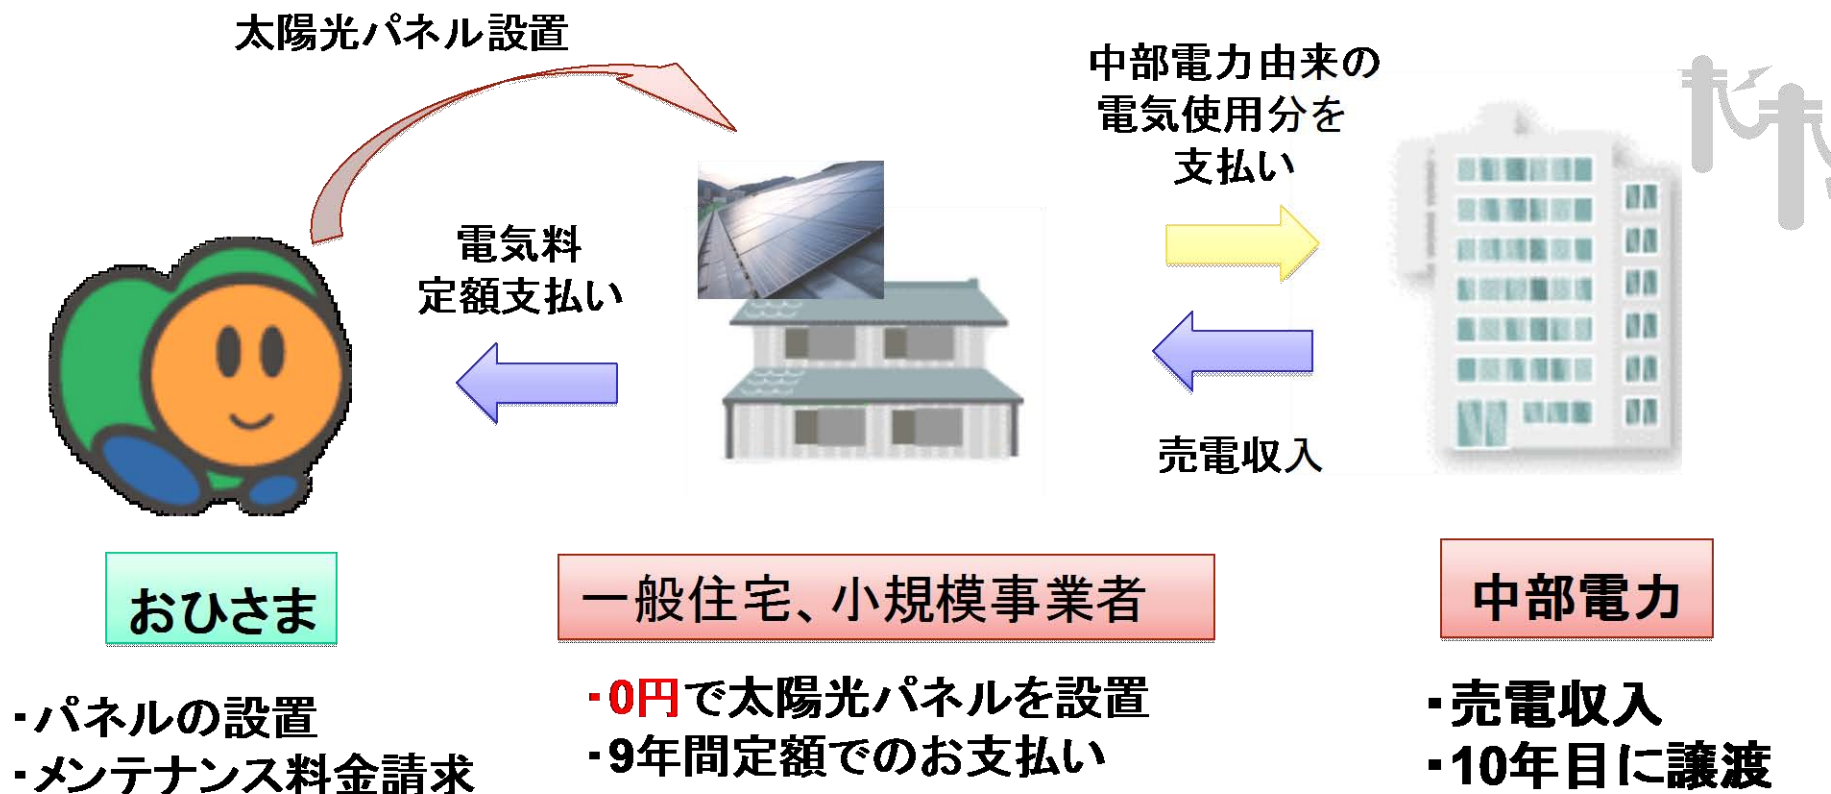 太陽光パネル設置
中部電力由来の
電気使用分を
支払い
電気料
定額支払い
売電収入
おひさま
一般住宅、小規模事業者
中部電力
・パネルの設置
・メンテナンス料金請求
・0円で太陽光パネルを設置
・9年間定額でのお支払い
・売電収入
・10年目に譲渡